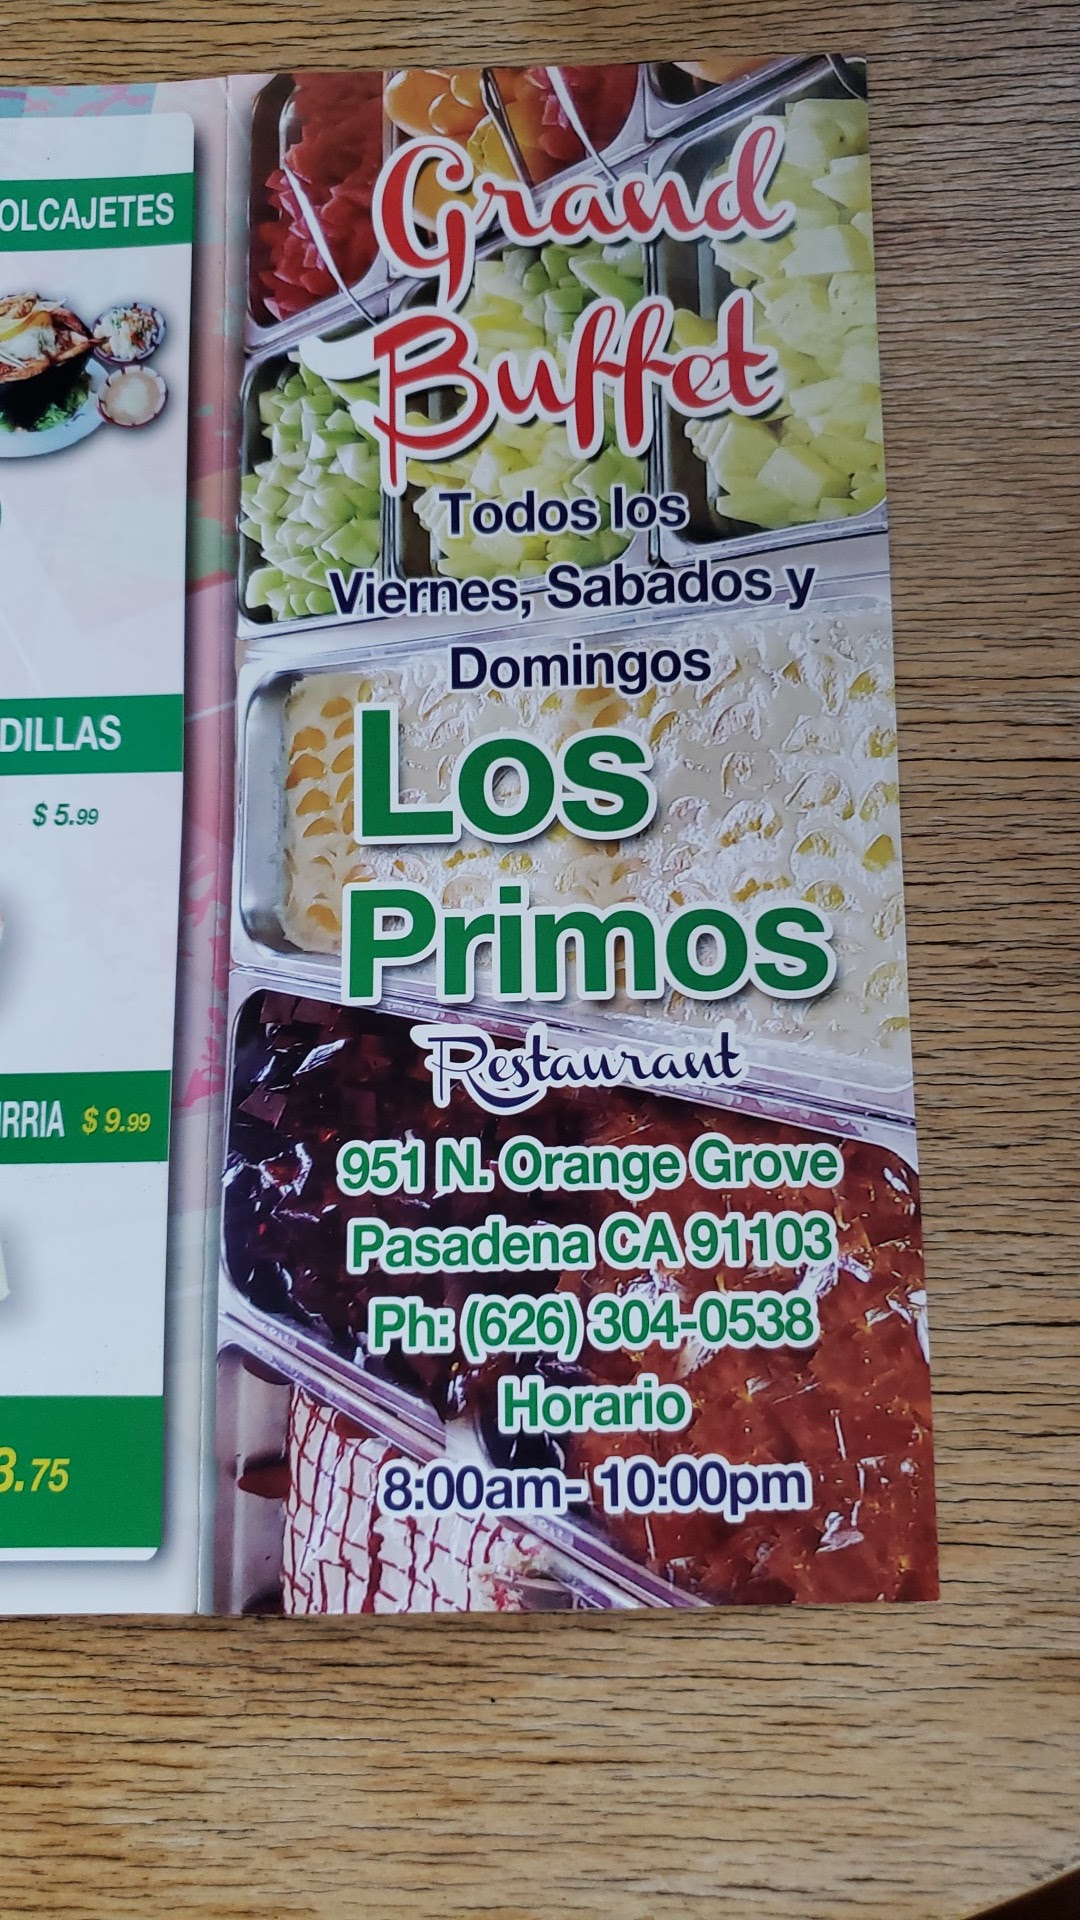 OLCAJETES
DILLAS
$ 5.99
RRIA $ 9.99
3.75
Grand
Buffet
Todos los
Viernes, Sabados y
Domingos
Los
Primos
Restaurant
951 N. Orange Grove
Pasadena CA 91103
Ph: (626) 304-0538
Horario
8:00am- 10:00pm